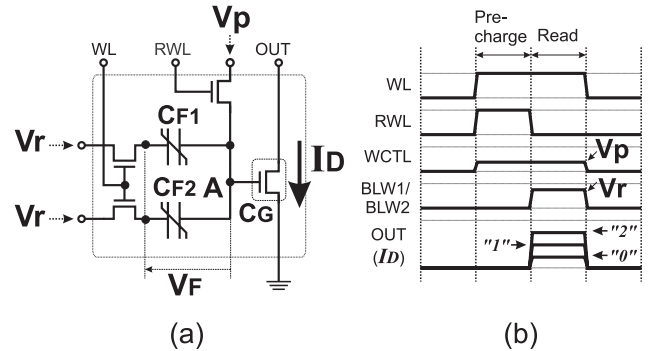 (a)
WL
RWL
Vp
OUT
CF1
Vr
ID
CF2
A
Vr
CG
VF
(b)
Pre-
charge
Read
WL
RWL
WCTL
Vp
BLW1/
BLW2
Vr
OUT
(ID)
"1"
"2"
"0"
(a)
(b)